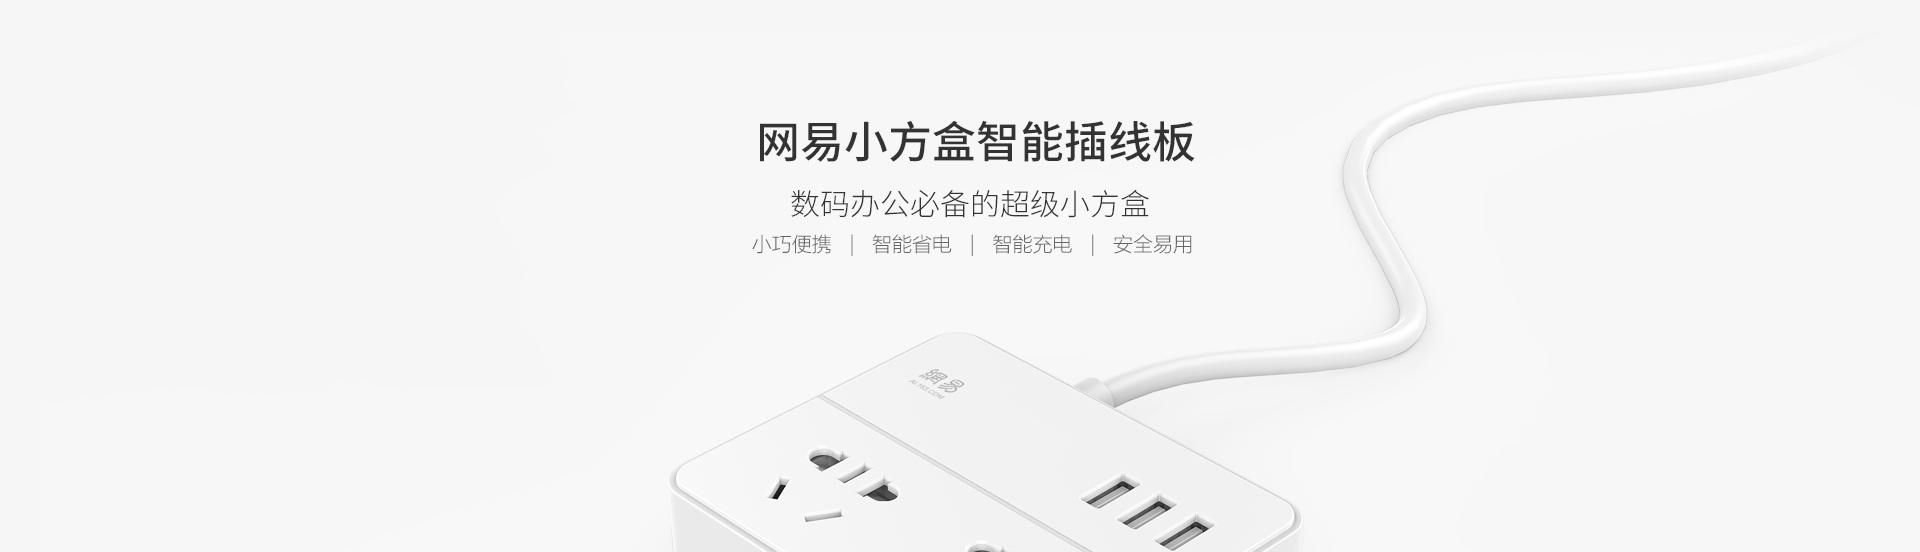 网易小方盒智能插线板
数码办公必备的超级小方盒
小巧便携 | 智能省电 | 智能充电 | 安全易用
網易
AI.163.COM